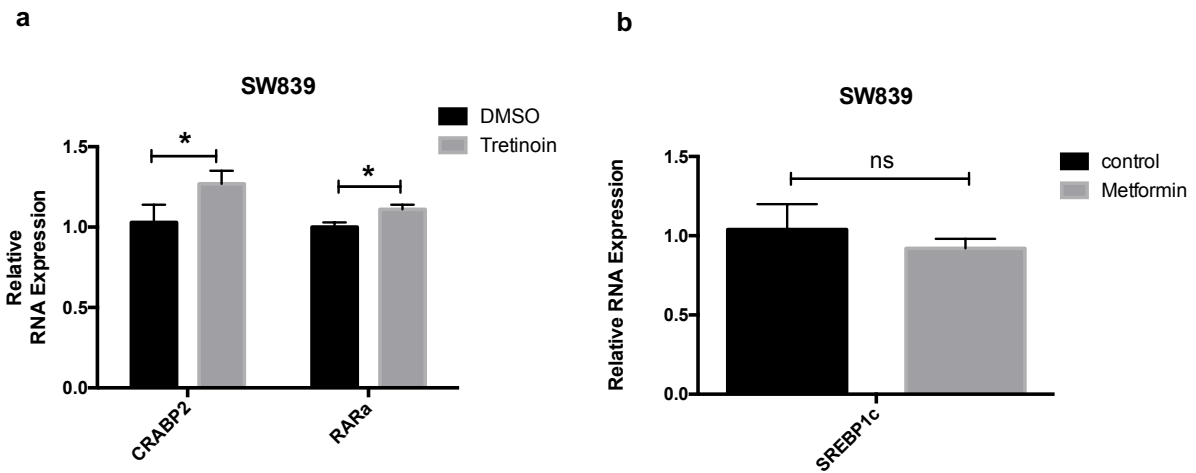 a
SW839
DMSO
Tretinoin
*
*
1.5
1.0
0.5
0.0
Relative
RNA Expression
CRABP2
RARa
b
SW839
control
Metformin
ns
1.5
1.0
0.5
0.0
Relative RNA Expression
SREBP1c